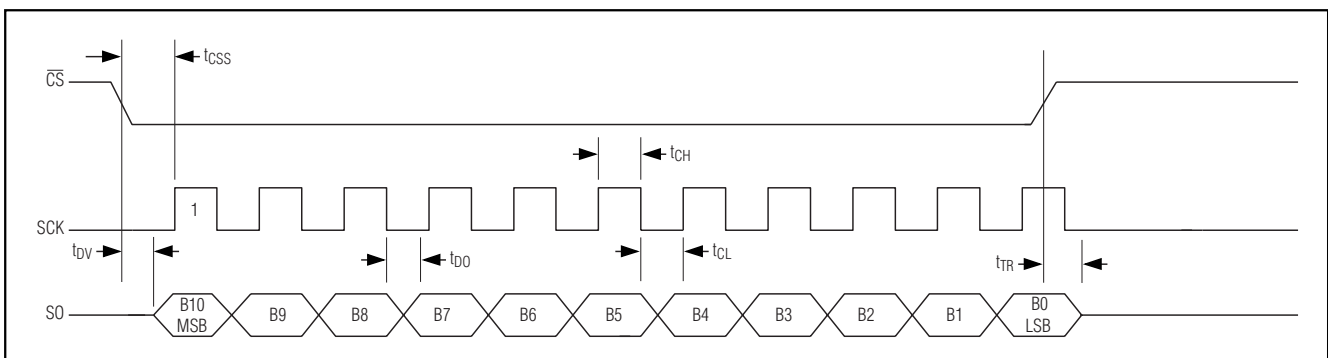 tCSS
CS
tCH
1
SCK
tDV
tDO
tCL
tTR
SO
B10
MSB
B9
B8
B7
B6
B5
B4
B3
B2
B1
B0
LSB